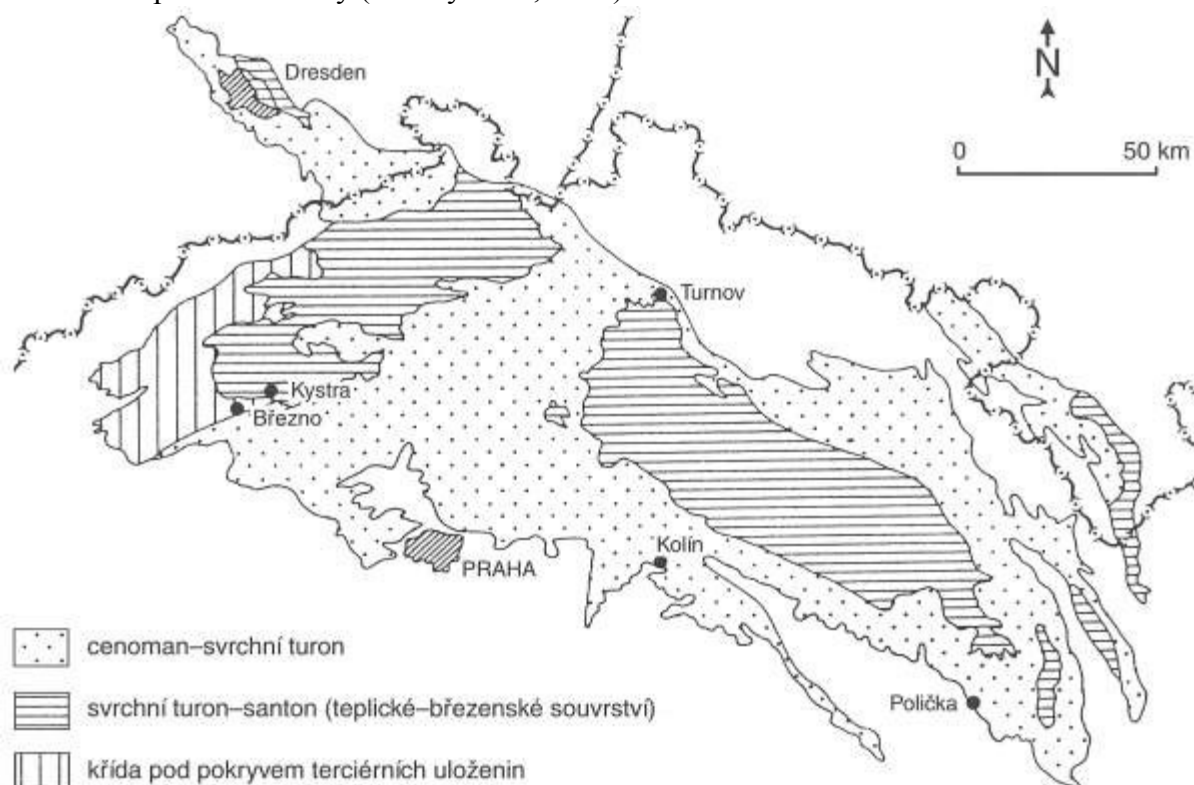 Dresden
N
0 50 km
Turnov
Kystra
Březno
Kolín
PRAHA
cenoman–svrchní turon
svrchní turon–santon (teplické–březenské souvrství)
Polička
křída pod pokryvem terciérních uloženin